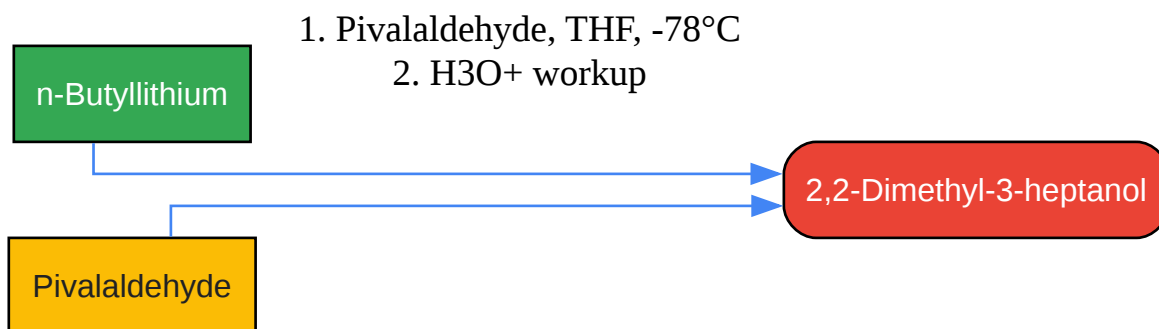 1. Pivalaldehyde, THF, -78°C
2. H3O+ workup
n-Butyllithium
2,2-Dimethyl-3-heptanol
Pivalaldehyde